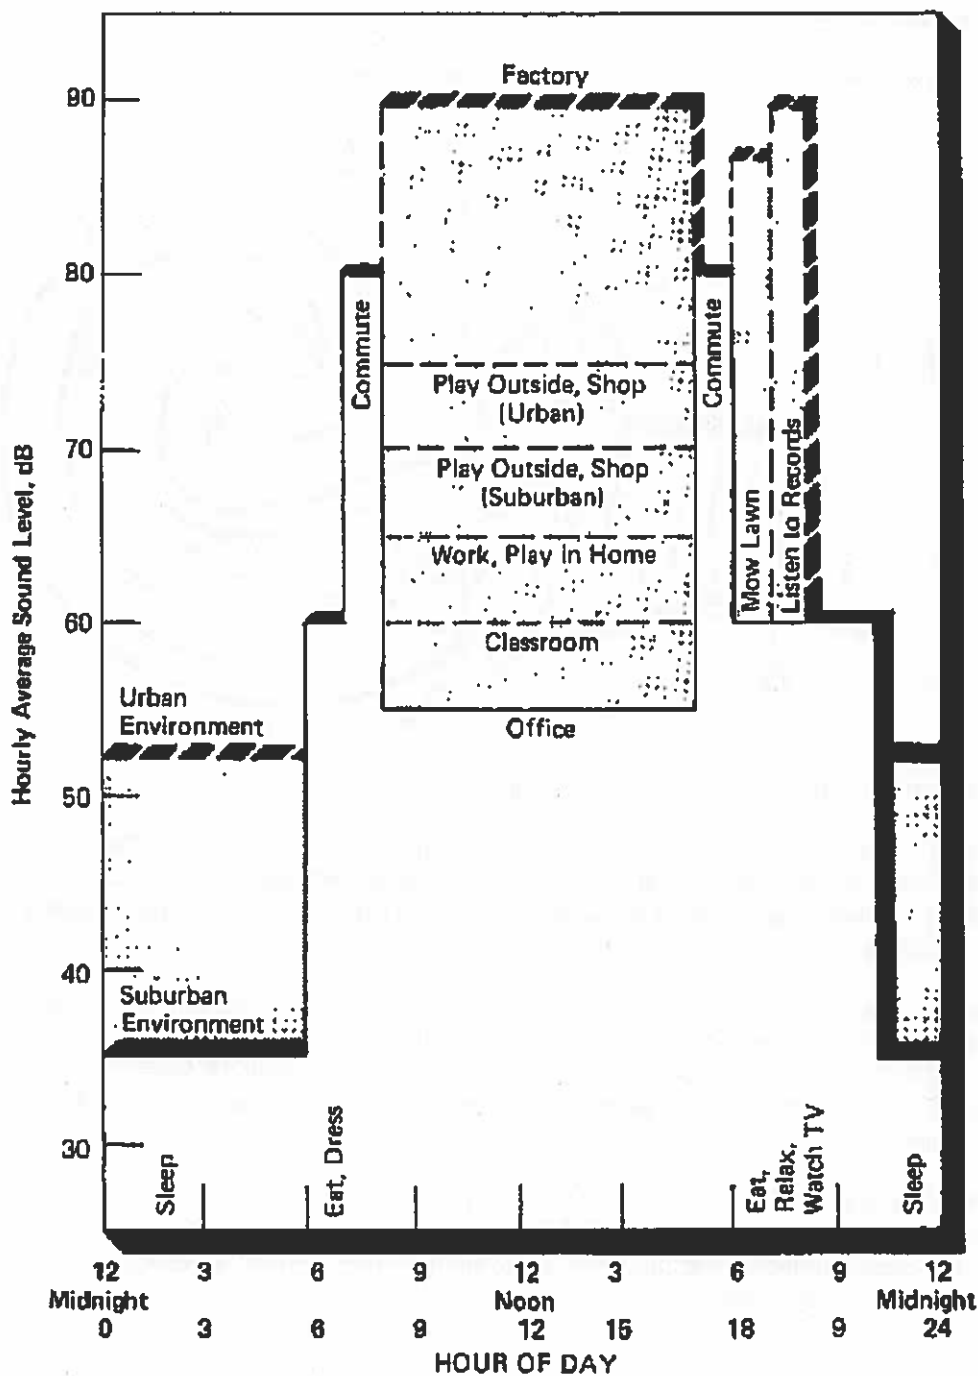 Factory
90
80
70
60
50
40
30
Hourly Average Sound Level, dB
Commute
Play Outside, Shop
(Urban)
Play Outside, Shop
(Suburban)
Work, Play in Home
Classroom
Office
Commute
Mow Lawn
Listen to Records
Urban
Environment
Suburban
Environment
Sleep
Eat, Dress
Eat,
Relax,
Watch TV
Sleep
12 3 6 9 12 3 6 9 12
Midnight Noon Midnight
0 3 6 9 12 15 18 9 24
HOUR OF DAY